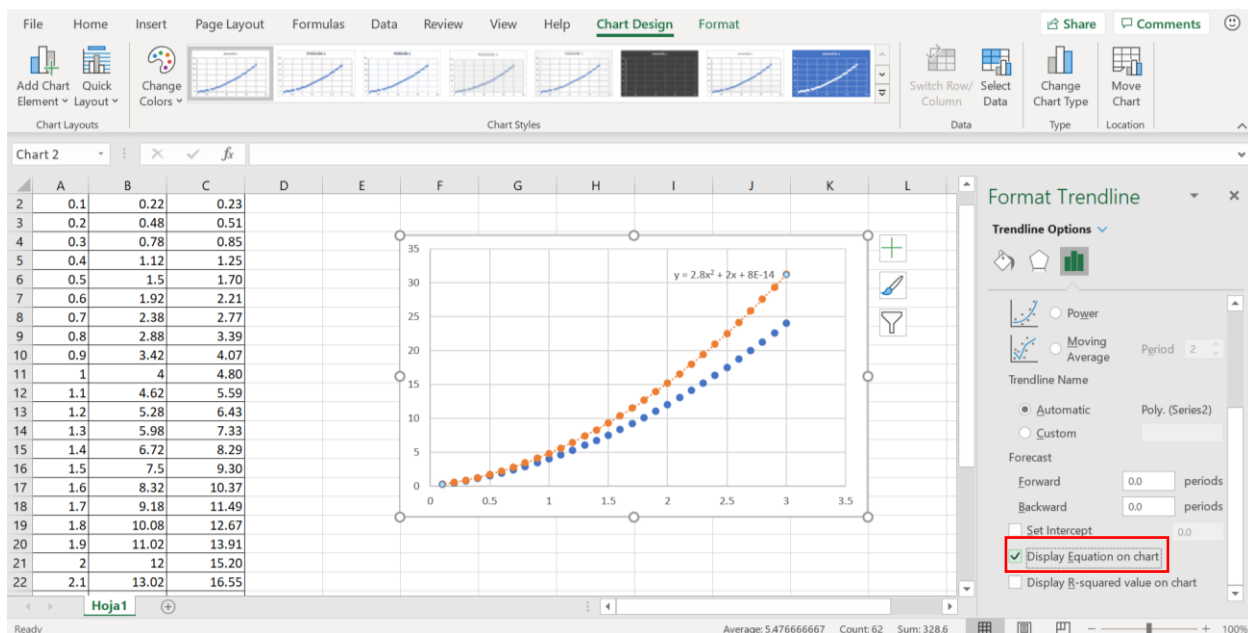 File Home Insert Page Layout Formulas Data Review View Help Chart Design Format Share Comments
Add Chart Element Quick Layout Change Colors Switch Row/ Column Select Data Change Chart Type Move Chart
Chart Layouts Chart Styles Data Type Location
Chart 2 fx
A B C D E F G H I J K L
2 0.1 0.22 0.23
3 0.2 0.48 0.51
4 0.3 0.78 0.85
5 0.4 1.12 1.25
6 0.5 1.5 1.70
7 0.6 1.92 2.21
8 0.7 2.38 2.77
9 0.8 2.88 3.39
10 0.9 3.42 4.07
11 1 4 4.80
12 1.1 4.62 5.59
13 1.2 5.28 6.43
14 1.3 5.98 7.33
15 1.4 6.72 8.29
16 1.5 7.5 9.30
17 1.6 8.32 10.37
18 1.7 9.18 11.49
19 1.8 10.08 12.67
20 1.9 11.02 13.91
21 2 12 15.20
22 2.1 13.02 16.55
35
30
25
20
15
10
5
0
0 0.5 1 1.5 2 2.5 3 3.5
y = 2.8x² + 2x + 8E-14
Format Trendline
Trendline Options
Power
Moving Average Period 2
Trendline Name
Automatic Poly. (Series2)
Custom
Forecast
Forward 0.0 periods
Backward 0.0 periods
Set Intercept 0.0
Display Equation on chart
Display R-squared value on chart
Hoja1
Ready Average: 5.476666667 Count: 62 Sum: 328.6 100%